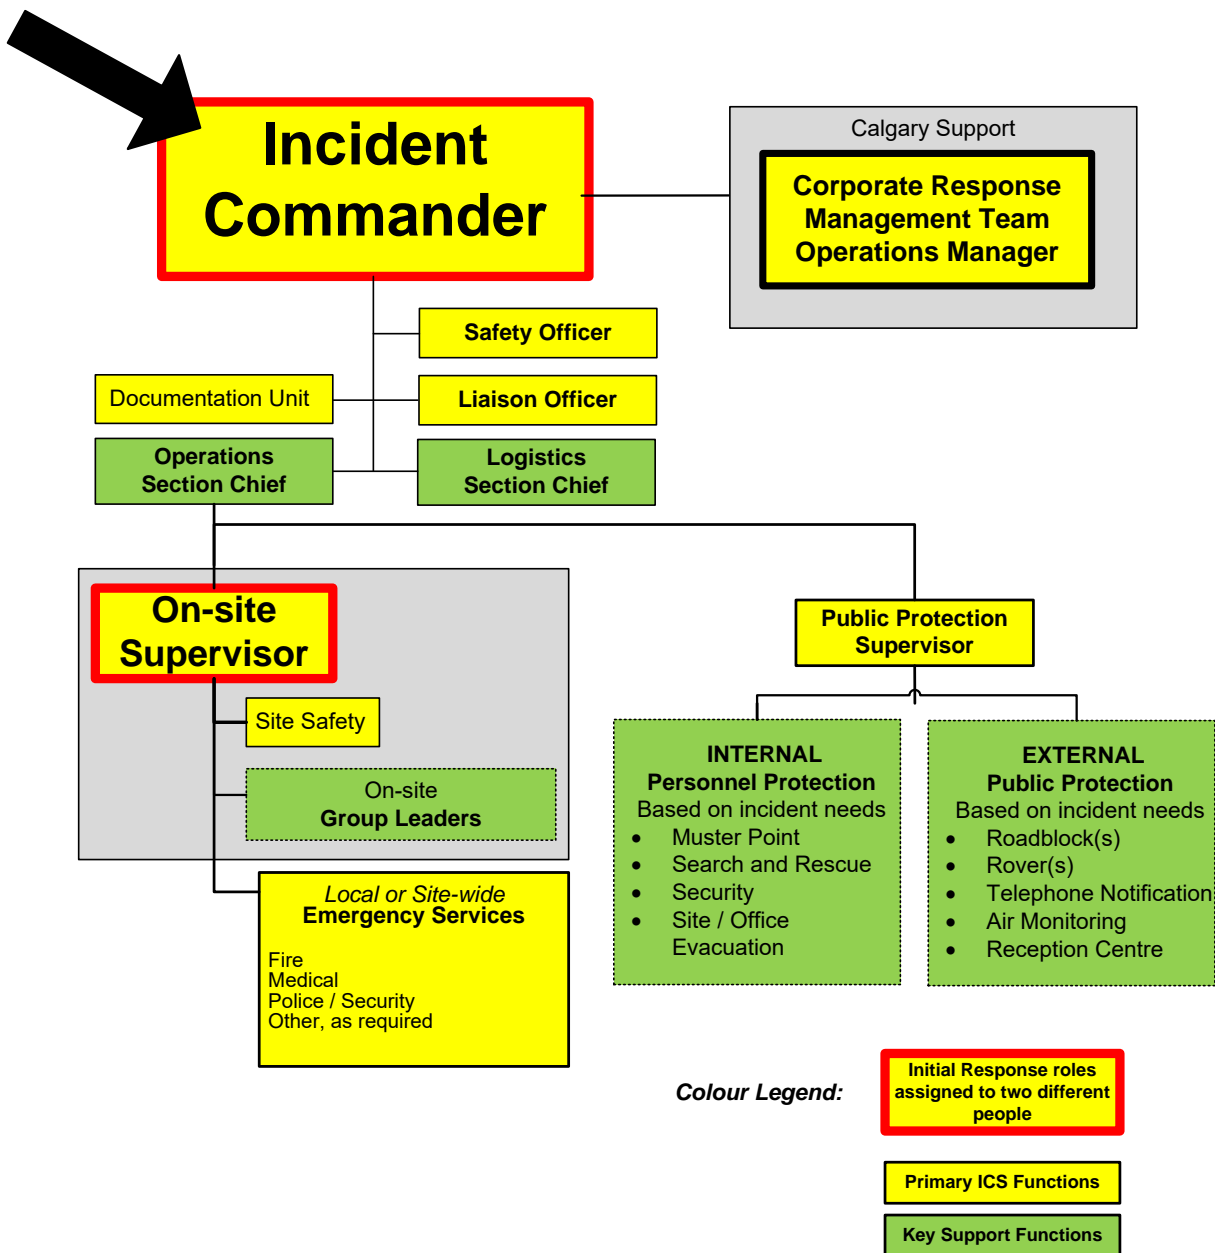 Incident
Commander
Calgary Support
Corporate Response
Management Team
Operations Manager
Safety Officer
Documentation Unit
Liaison Officer
Operations
Section Chief
Logistics
Section Chief
On-site
Supervisor
Public Protection
Supervisor
Site Safety
On-site
Group Leaders
INTERNAL
Personnel Protection
Based on incident needs
• Muster Point
• Search and Rescue
• Security
• Site / Office
Evacuation
EXTERNAL
Public Protection
Based on incident needs
• Roadblock(s)
• Rover(s)
• Telephone Notification
• Air Monitoring
• Reception Centre
Local or Site-wide
Emergency Services
Fire
Medical
Police / Security
Other, as required
Colour Legend:
Initial Response roles
assigned to two different
people
Primary ICS Functions
Key Support Functions